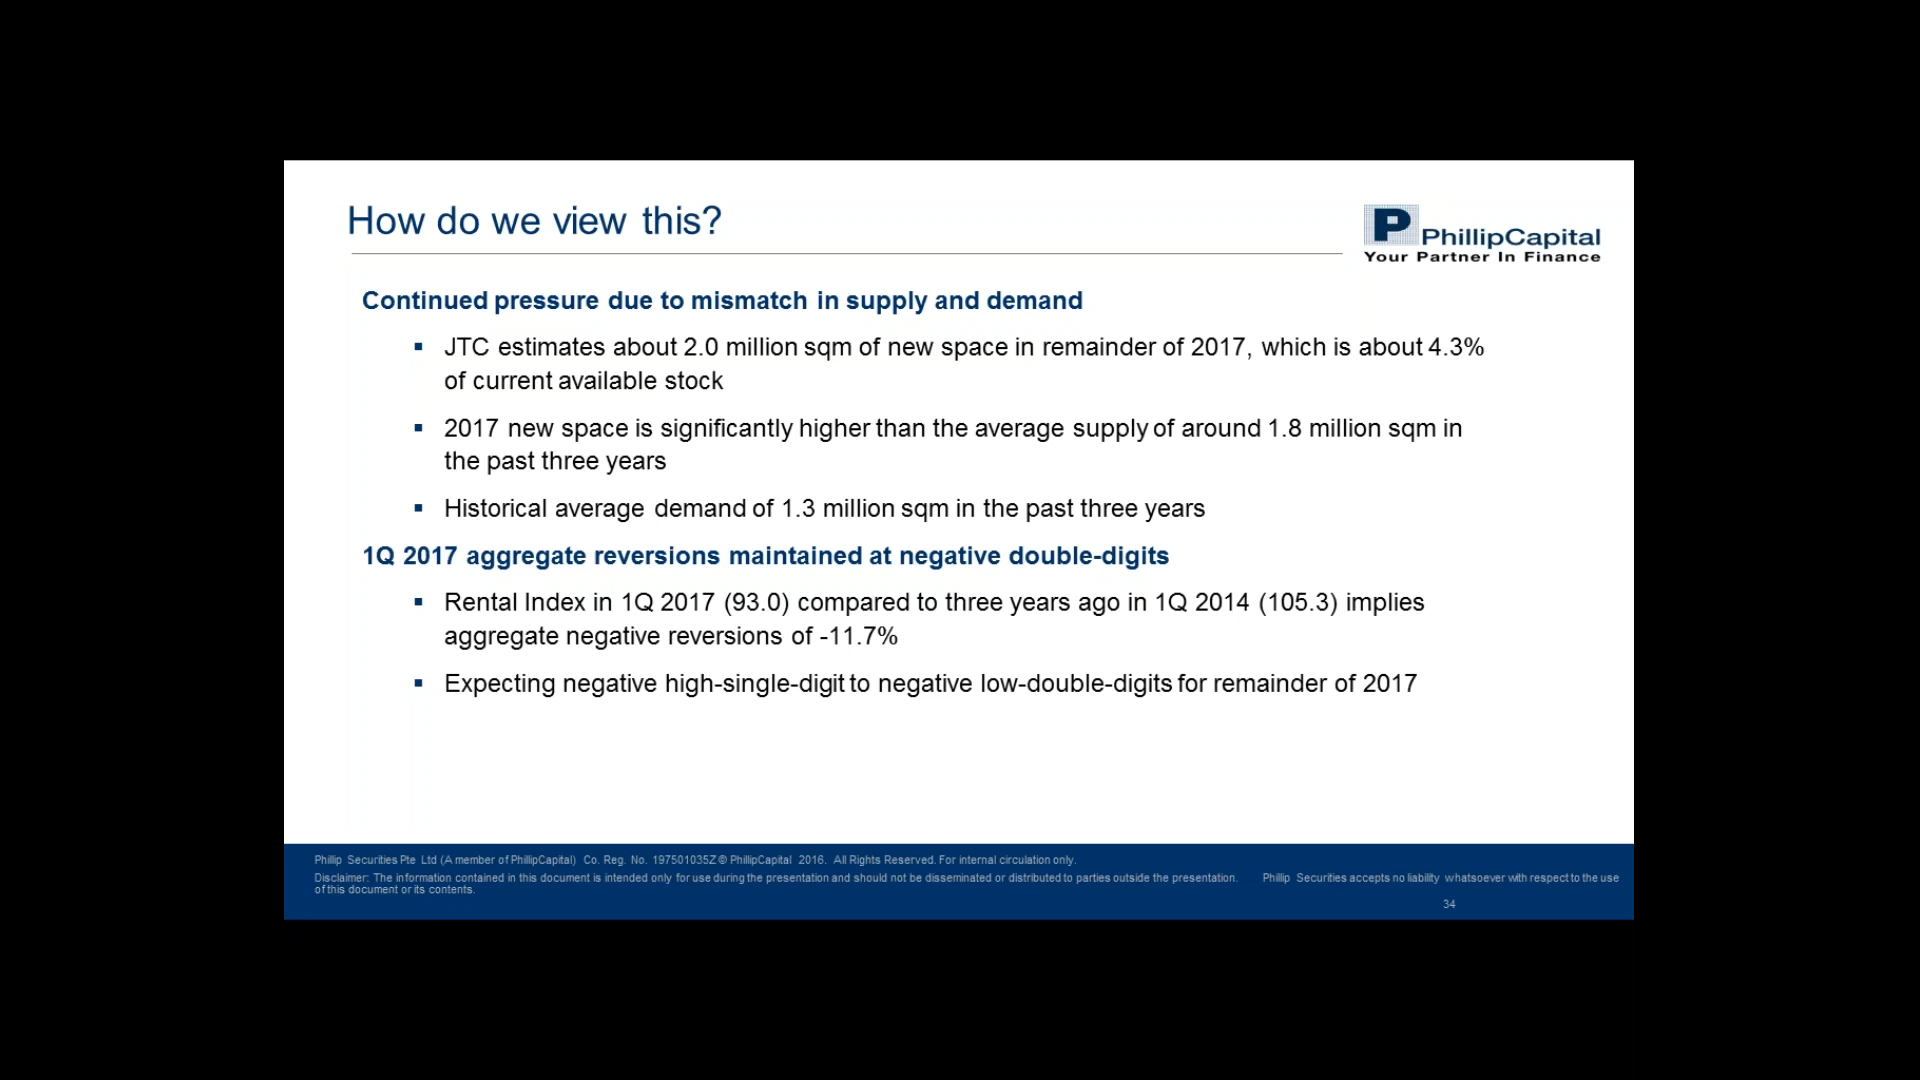 How do we view this?
P
PhillipCapital
Your Partner In Finance
Continued pressure due to mismatch in supply and demand
▪ JTC estimates about 2.0 million sqm of new space in remainder of 2017, which is about 4.3%
of current available stock
▪ 2017 new space is significantly higher than the average supply of around 1.8 million sqm in
the past three years
▪ Historical average demand of 1.3 million sqm in the past three years
1Q 2017 aggregate reversions maintained at negative double-digits
▪ Rental Index in 1Q 2017 (93.0) compared to three years ago in 1Q 2014 (105.3) implies
aggregate negative reversions of -11.7%
▪ Expecting negative high-single-digit to negative low-double-digits for remainder of 2017
Phillip Securities Pte Ltd (A member of PhillipCapital) Co. Reg. No. 197501035Z © PhillipCapital 2016. All Rights Reserved. For internal circulation only.
Disclaimer: The information contained in this document is intended only for use during the presentation and should not be disseminated or distributed to parties outside the presentation. Phillip Securities accepts no liability whatsoever with respect to the use
of this document or its contents.
34